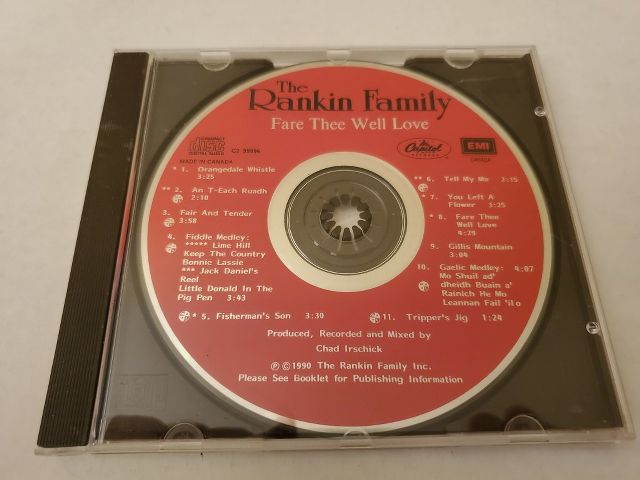 The
Rankin Family
Fare Thee Well Love
COMPACT
disc
DIGITAL AUDIO
C2 99996
Capitol
RECORDS
EMI
CANADA
MADE IN CANADA
* 1. Orangedale Whistle
3:25
** 2. An T-Each Ruadh
2:10
3. Fair And Tender
3:58
4. Fiddle Medley:
***** Lime Hill
Keep The Country
Bonnie Lassie
*** Jack Daniel's
Reel
Little Donald In The
Pig Pen 3:43
* 5. Fisherman's Son 3:30
** 6. Tell My Ma 2:15
* 7. You Left A
Flower 3:25
* 8. Fare Thee
Well Love
4:29
9. Gillis Mountain
3:04
10. Gaelic Medley: 4:07
Mo Shuil ad'
dheidh Buain a'
Rainich He Mo
Leannan Fail 'ilo
11. Tripper's Jig 1:24
Produced, Recorded and Mixed by
Chad Irschick
℗ ©1990 The Rankin Family Inc.
Please See Booklet for Publishing Information